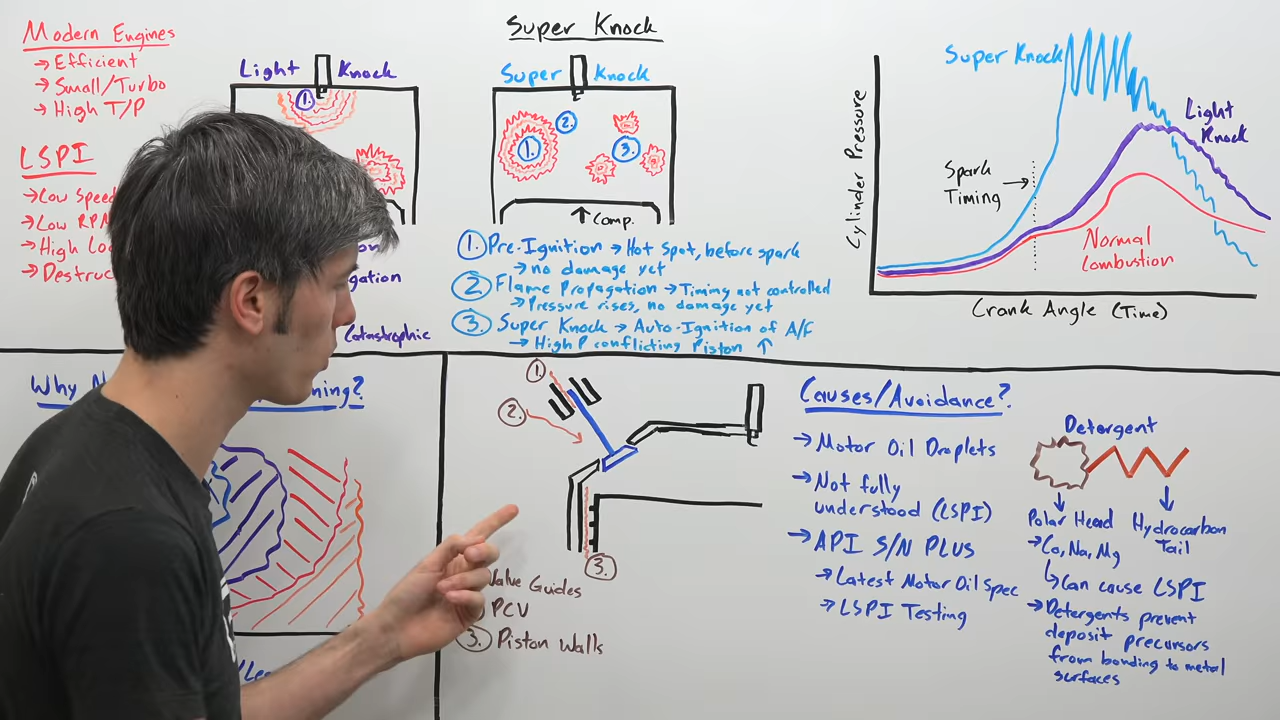 Super Knock
Modern Engines
→ Efficient
→ Small/Turbo
→ High T/P
LSPI
→ Low Speed
→ Low RPM
→ High
→
Light Knock
1.
Catastrophic
Super Knock
1.
2.
3.
↑ Comp.
1. Pre-Ignition → Hot Spot, before spark
→ no damage yet
2. Flame Propagation → Timing not controlled
→ Pressure rises, no damage yet
3. Super Knock → Auto-Ignition of A/F
→ High P conflicting Piston ↑
Super Knock
Light
Knock
Spark
Timing →
Normal
Combustion
Cylinder Pressure
Crank Angle (Time)
Why
?
1.
2.
3.
Valve Guides
PCV
3. Piston Walls
Causes/Avoidance?
→ Motor Oil Droplets
→ Not fully
understood (LSPI)
→ API S/N PLUS
→ Latest Motor Oil Spec
→ LSPI Testing
Detergent
Polar Head
Hydrocarbon
Tail
→ Ca, Na, Mg
↳ Can cause LSPI
→ Detergents prevent
deposit precursors
from bonding to metal
surfaces